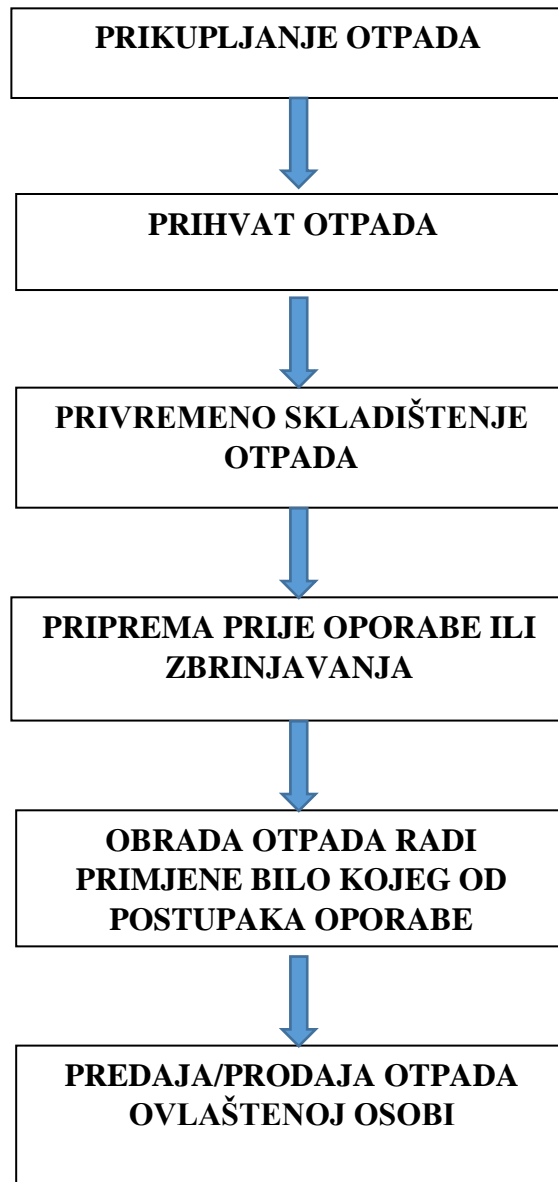 PRIKUPLJANJE OTPADA
PRIHVAT OTPADA
PRIVREMENO SKLADIŠTENJE
OTPADA
PRIPREMA PRIJE OPORABE ILI
ZBRINJAVANJA
OBRADA OTPADA RADI
PRIMJENE BILO KOJEG OD
POSTUPAKA OPORABE
PREDAJA/PRODAJA OTPADA
OVLAŠTENOJ OSOBI